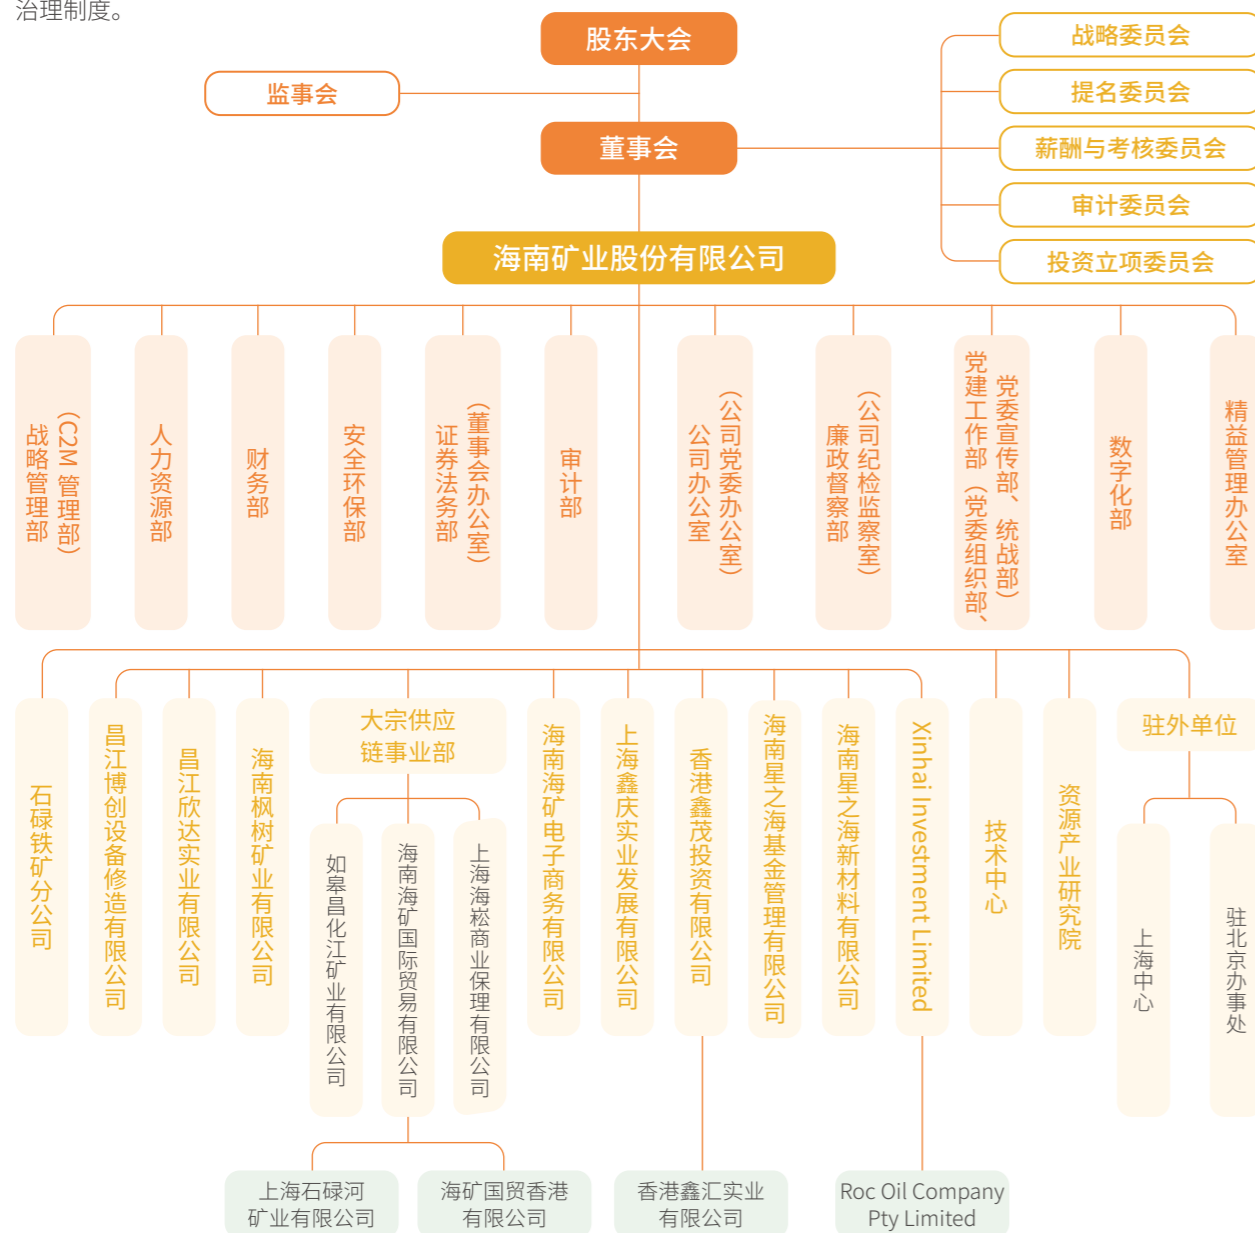 治理制度。
股东大会
监事会
董事会
战略委员会
提名委员会
薪酬与考核委员会
审计委员会
投资立项委员会
海南矿业股份有限公司
战略管理部
（C2M 管理部）
人力资源部
财务部
安全环保部
证券法务部
（董事会办公室）
审计部
公司办公室
（公司党委办公室）
廉政督察部
（公司纪检监察室）
党建工作部（党委组织部、
党委宣传部、统战部）
数字化部
精益管理办公室
石碌铁矿分公司
昌江博创设备修造有限公司
昌江欣达实业有限公司
海南枫树矿业有限公司
大宗供应
链事业部
如皋昌化江矿业有限公司
海南海矿国际贸易有限公司
上海海崧商业保理有限公司
海南海矿电子商务有限公司
上海鑫庆实业发展有限公司
香港鑫茂投资有限公司
海南星之海基金管理有限公司
海南星之海新材料有限公司
Xinhai Investment Limited
技术中心
资源产业研究院
驻外单位
上海中心
驻北京办事处
上海石碌河
矿业有限公司
海矿国贸香港
有限公司
香港鑫汇实业
有限公司
Roc Oil Company
Pty Limited